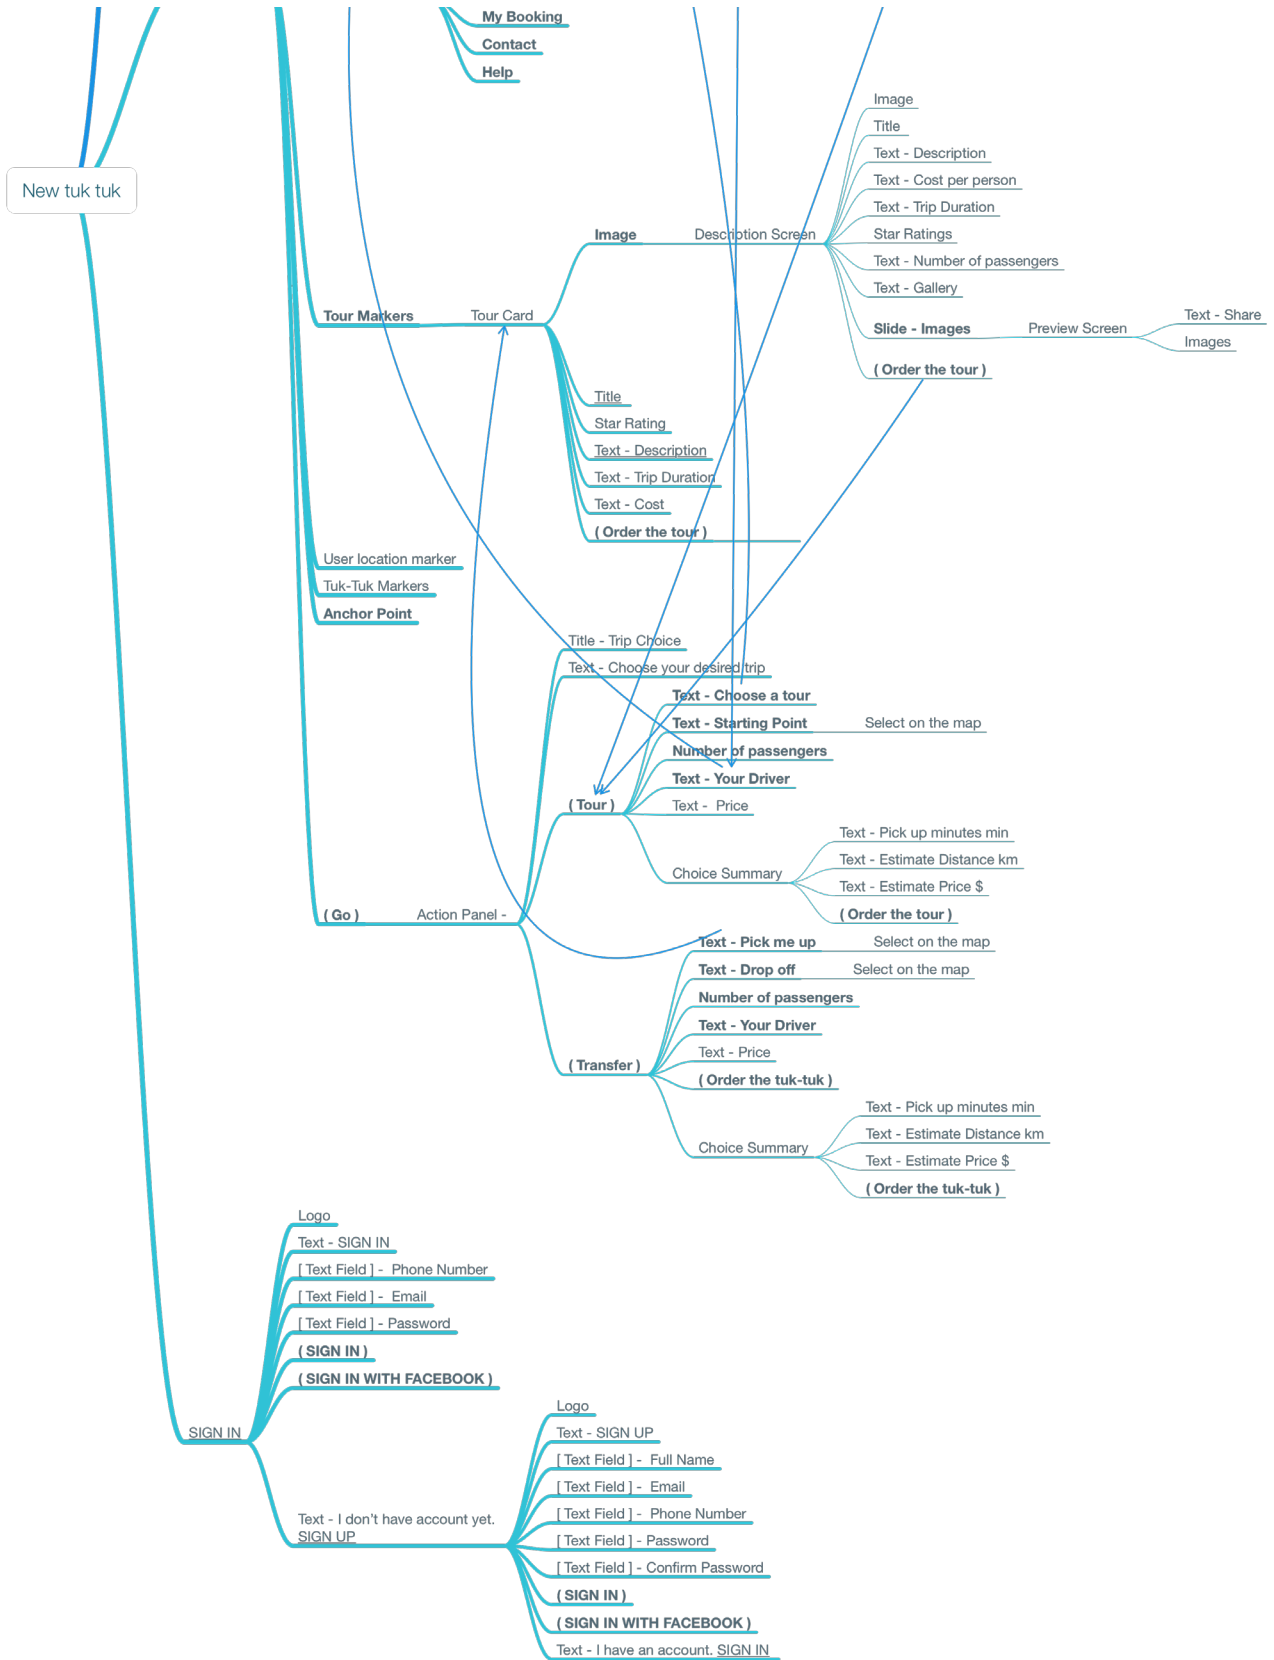 My Booking
Contact
Help
New tuk tuk
Image
Title
Text - Description
Text - Cost per person
Text - Trip Duration
Star Ratings
Text - Number of passengers
Text - Gallery
Slide - Images
Preview Screen
Text - Share
Images
( Order the tour )
Image
Description Screen
Tour Markers
Tour Card
Title
Star Rating
Text - Description
Text - Trip Duration
Text - Cost
( Order the tour )
User location marker
Tuk-Tuk Markers
Anchor Point
Title - Trip Choice
Text - Choose your desired trip
Text - Choose a tour
Text - Starting Point
Select on the map
Number of passengers
Text - Your Driver
( Tour )
Text -  Price
Choice Summary
Text - Pick up minutes min
Text - Estimate Distance km
Text - Estimate Price $
( Order the tour )
( Go )
Action Panel -
Text - Pick me up
Select on the map
Text - Drop off
Select on the map
Number of passengers
Text - Your Driver
Text - Price
( Transfer )
( Order the tuk-tuk )
Choice Summary
Text - Pick up minutes min
Text - Estimate Distance km
Text - Estimate Price $
( Order the tuk-tuk )
Logo
Text - SIGN IN
[ Text Field ] -  Phone Number
[ Text Field ] -  Email
[ Text Field ] - Password
( SIGN IN )
( SIGN IN WITH FACEBOOK )
SIGN IN
Text - I don't have account yet.
SIGN UP
Logo
Text - SIGN UP
[ Text Field ] -  Full Name
[ Text Field ] -  Email
[ Text Field ] -  Phone Number
[ Text Field ] - Password
[ Text Field ] - Confirm Password
( SIGN IN )
( SIGN IN WITH FACEBOOK )
Text - I have an account. SIGN IN